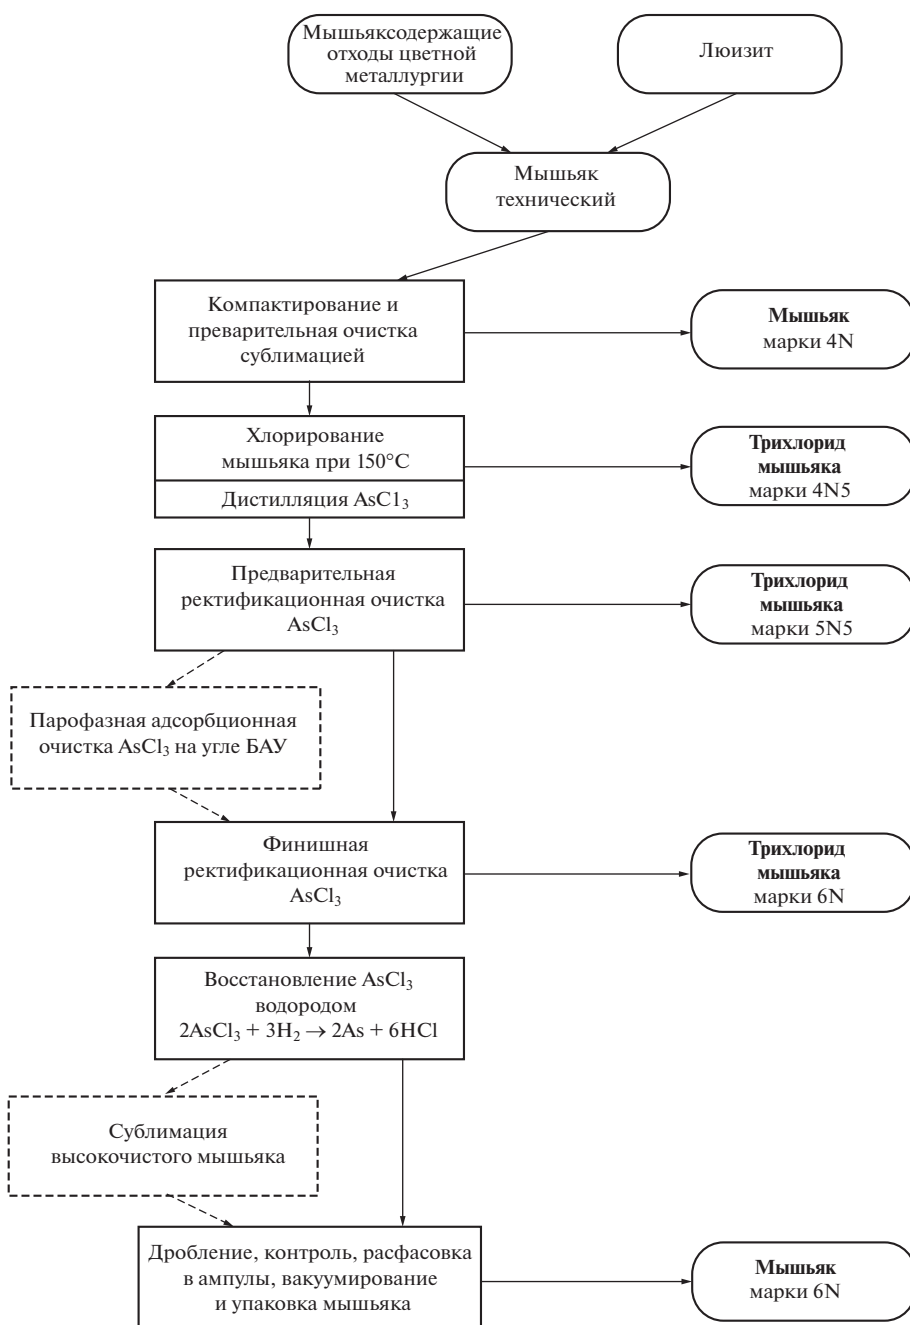 Мышьяксодержащие
отходы цветной
металлургии
Люизит
Мышьяк
технический
Компактирование и
преварительная очистка
сублимацией
Мышьяк
марки 4N
Хлорирование
мышьяка при 150°C
Дистилляция AsC1₃
Трихлорид
мышьяка
марки 4N5
Предварительная
ректификационная очистка
AsCl₃
Трихлорид
мышьяка
марки 5N5
Парофазная адсорбционная
очистка AsCl₃ на угле БАУ
Финишная
ректификационная очистка
AsCl₃
Трихлорид
мышьяка
марки 6N
Восстановление AsCl₃
водородом
2AsCl₃ + 3H₂ → 2As + 6HCl
Сублимация
высокочистого мышьяка
Дробление, контроль, расфасовка
в ампулы, вакуумирование
и упаковка мышьяка
Мышьяк
марки 6N